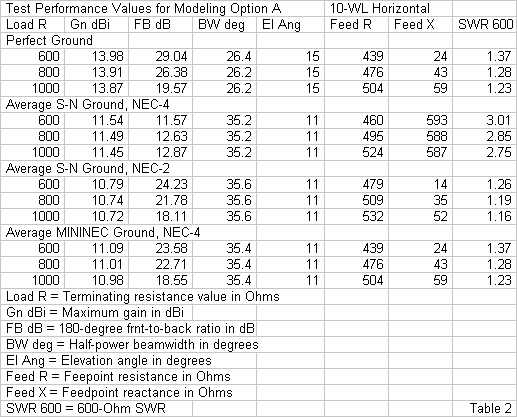 Test Performance Values for Modeling Option A 10-WL Horizontal
Load R Gn dBi FB dB BW deg El Ang Feed R Feed X SWR 600
Perfect Ground
600 13.98 29.04 26.4 15 439 24 1.37
800 13.91 26.38 26.2 15 476 43 1.28
1000 13.87 19.57 26.2 15 504 59 1.23
Average S-N Ground, NEC-4
600 11.54 11.57 35.2 11 460 593 3.01
800 11.49 12.63 35.2 11 495 588 2.85
1000 11.45 12.87 35.2 11 524 587 2.75
Average S-N Ground, NEC-2
600 10.79 24.23 35.6 11 479 14 1.26
800 10.74 21.78 35.6 11 509 35 1.19
1000 10.72 18.11 35.6 11 532 52 1.16
Average MININEC Ground, NEC-4
600 11.09 23.58 35.4 11 439 24 1.37
800 11.01 22.71 35.4 11 476 43 1.28
1000 10.98 18.55 35.4 11 504 59 1.23
Load R = Terminating resistance value in Ohms
Gn dBi = Maximum gain in dBi
FB dB = 180-degree frnt-to-back ratio in dB
BW deg = Half-power beamwidth in degrees
El Ang = Elevation angle in degrees
Feed R = Feepoint resistance in Ohms
Feed X = Feedpoint reactance in Ohms
SWR 600 = 600-Ohm SWR Table 2